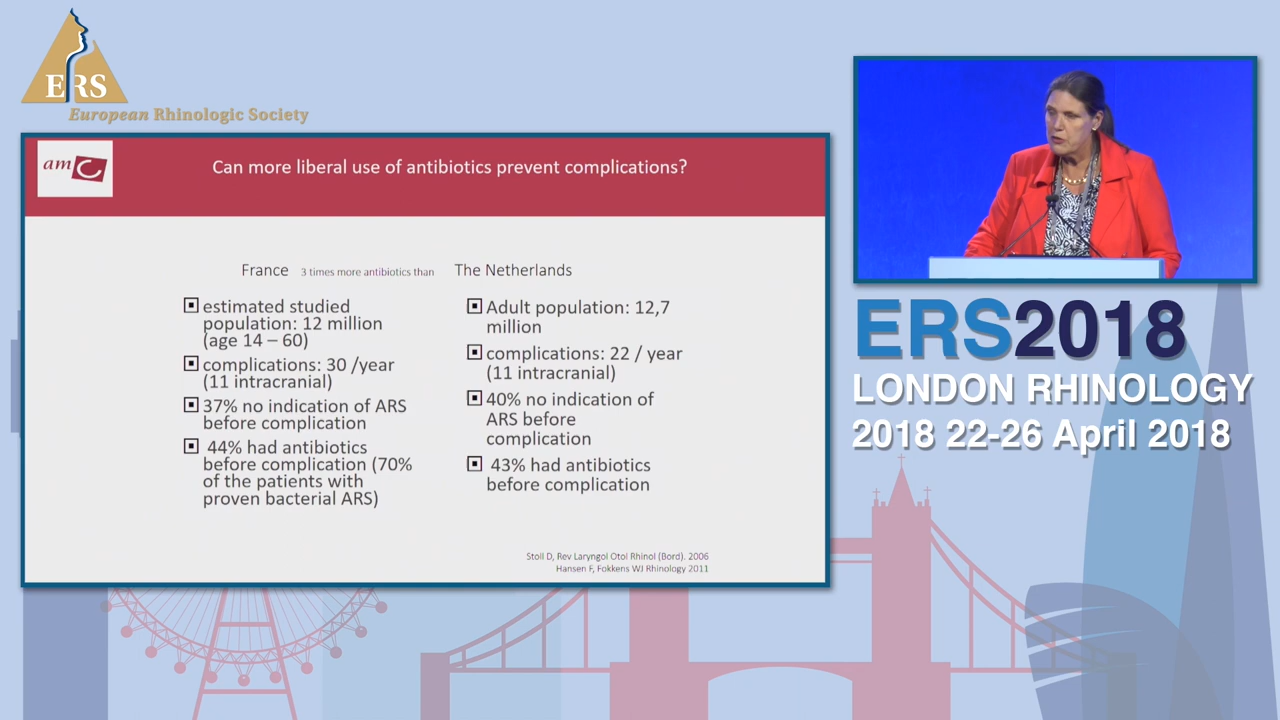 ERS
European Rhinologic Society
amC
Can more liberal use of antibiotics prevent complications?
France 3 times more antibiotics than The Netherlands
estimated studied
population: 12 million
(age 14 – 60)
complications: 30 /year
(11 intracranial)
37% no indication of ARS
before complication
44% had antibiotics
before complication (70%
of the patients with
proven bacterial ARS)
Adult population: 12,7
million
complications: 22 / year
(11 intracranial)
40% no indication of
ARS before
complication
43% had antibiotics
before complication
Stoll D, Rev Laryngol Otol Rhinol (Bord). 2006
Hansen F, Fokkens WJ Rhinology 2011
ERS2018
LONDON RHINOLOGY
2018 22-26 April 2018